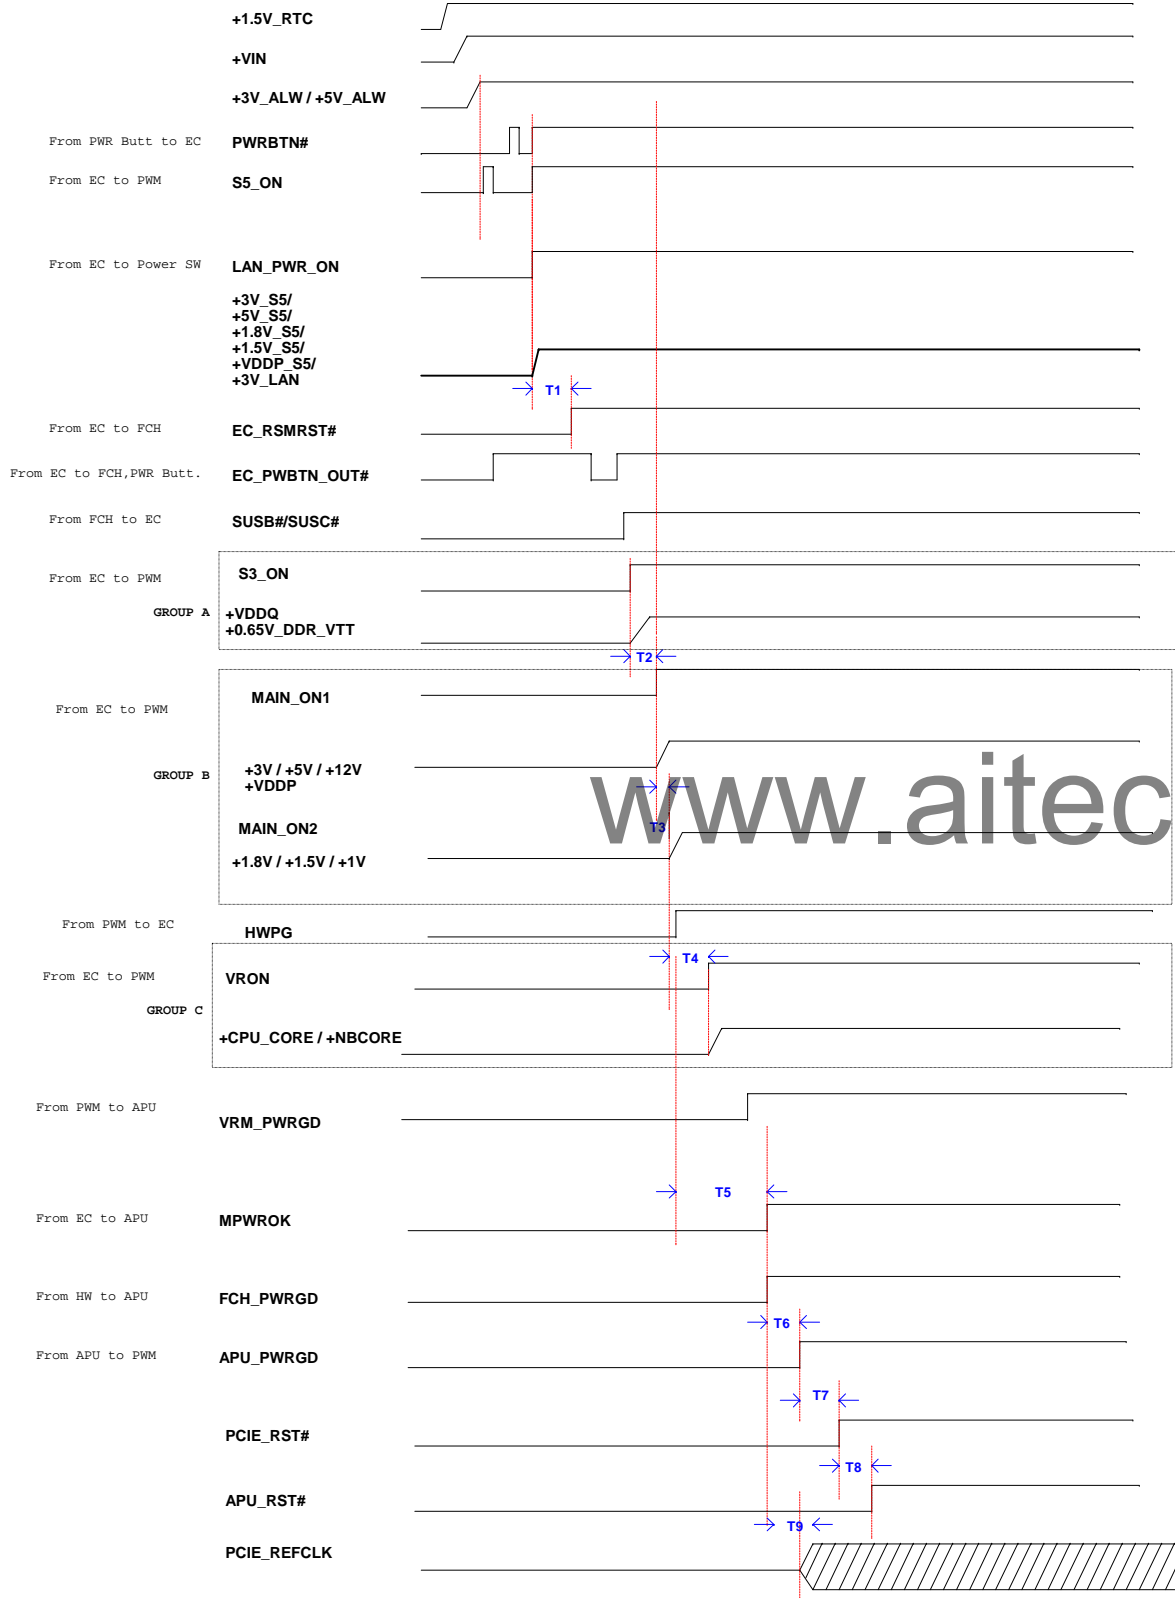 +1.5V_RTC
+VIN
+3V_ALW / +5V_ALW
From PWR Butt to EC PWRBTN#
From EC to PWM S5_ON
From EC to Power SW LAN_PWR_ON
+3V_S5/
+5V_S5/
+1.8V_S5/
+1.5V_S5/
+VDDP_S5/
+3V_LAN
T1
From EC to FCH EC_RSMRST#
From EC to FCH,PWR Butt. EC_PWBTN_OUT#
From FCH to EC SUSB#/SUSC#
From EC to PWM S3_ON
GROUP A +VDDQ
+0.65V_DDR_VTT
T2
From EC to PWM MAIN_ON1
GROUP B +3V / +5V / +12V
+VDDP
www.aitec
T3
MAIN_ON2
+1.8V / +1.5V / +1V
From PWM to EC HWPG
T4
From EC to PWM VRON
GROUP C
+CPU_CORE / +NBCORE
From PWM to APU VRM_PWRGD
T5
From EC to APU MPWROK
From HW to APU FCH_PWRGD
T6
From APU to PWM APU_PWRGD
T7
PCIE_RST#
T8
APU_RST#
T9
PCIE_REFCLK